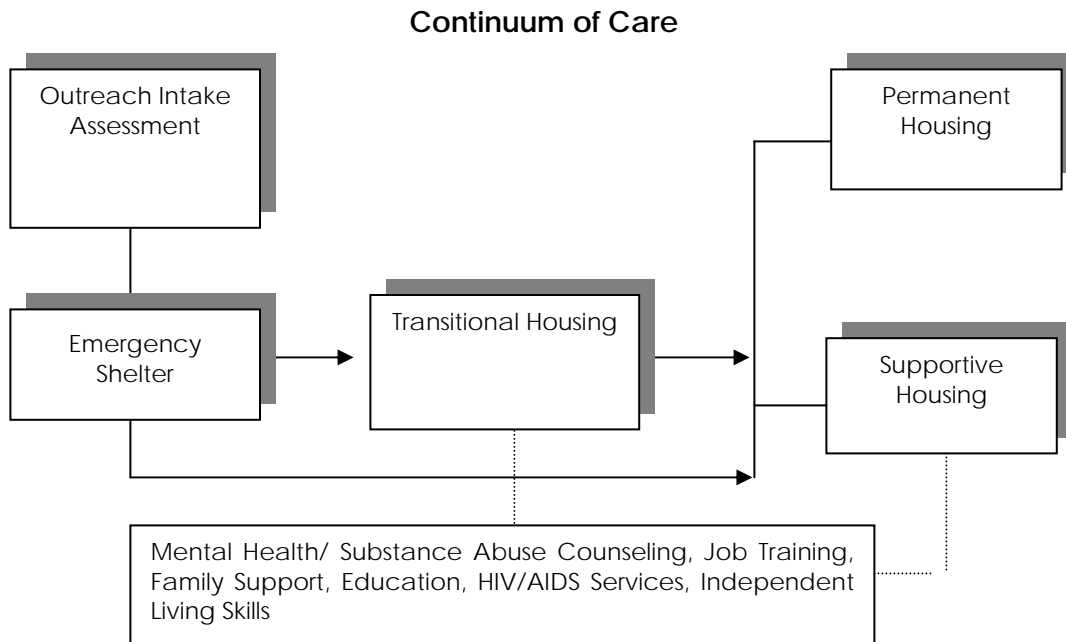 Continuum of Care
Outreach Intake
Assessment
Permanent
Housing
Emergency
Shelter
Transitional Housing
Supportive
Housing
Mental Health/ Substance Abuse Counseling, Job Training,
Family Support, Education, HIV/AIDS Services, Independent
Living Skills